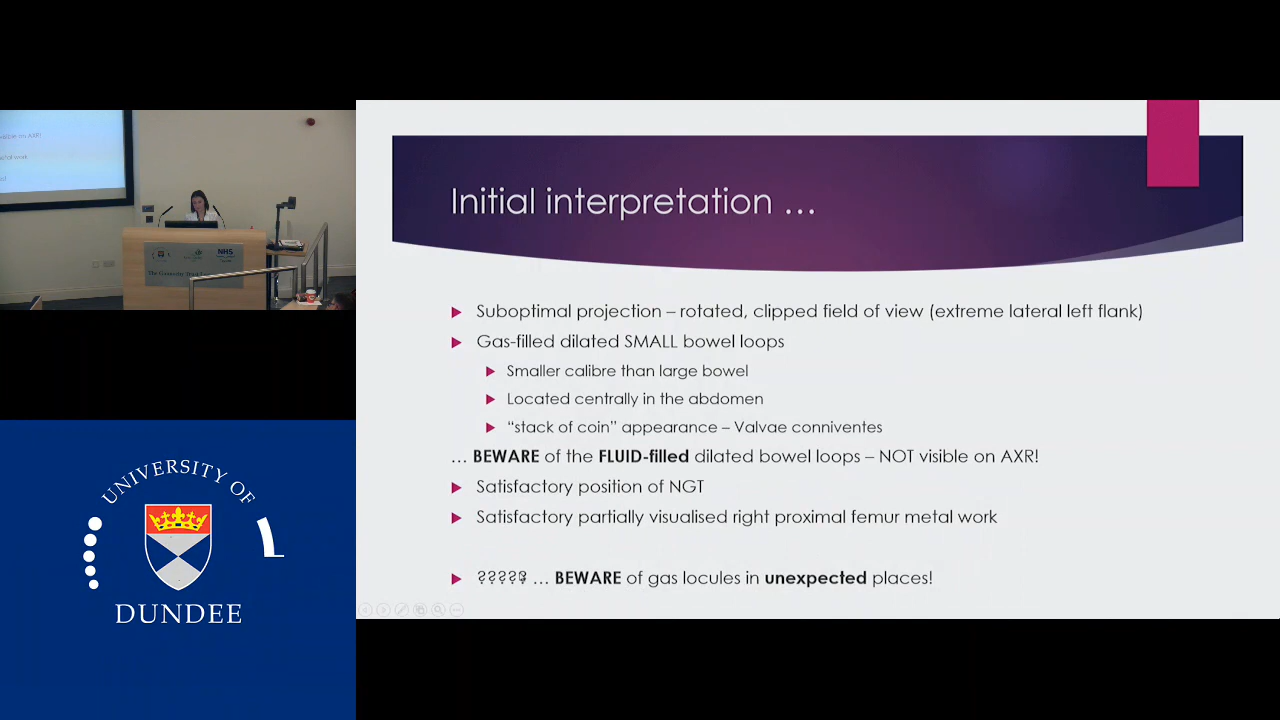 Initial interpretation …
Suboptimal projection – rotated, clipped field of view (extreme lateral left flank)
Gas-filled dilated SMALL bowel loops
Smaller calibre than large bowel
Located centrally in the abdomen
“stack of coin” appearance – Valvae conniventes
… BEWARE of the FLUID-filled dilated bowel loops – NOT visible on AXR!
Satisfactory position of NGT
Satisfactory partially visualised right proximal femur metal work
????? … BEWARE of gas locules in unexpected places!
UNIVERSITY OF
DUNDEE
NHS